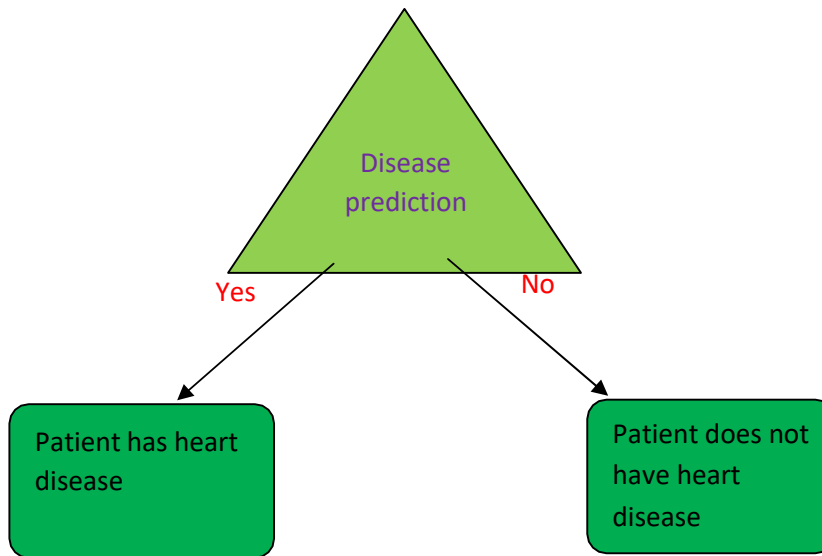 Disease
prediction
Yes
No
Patient has heart
disease
Patient does not
have heart
disease